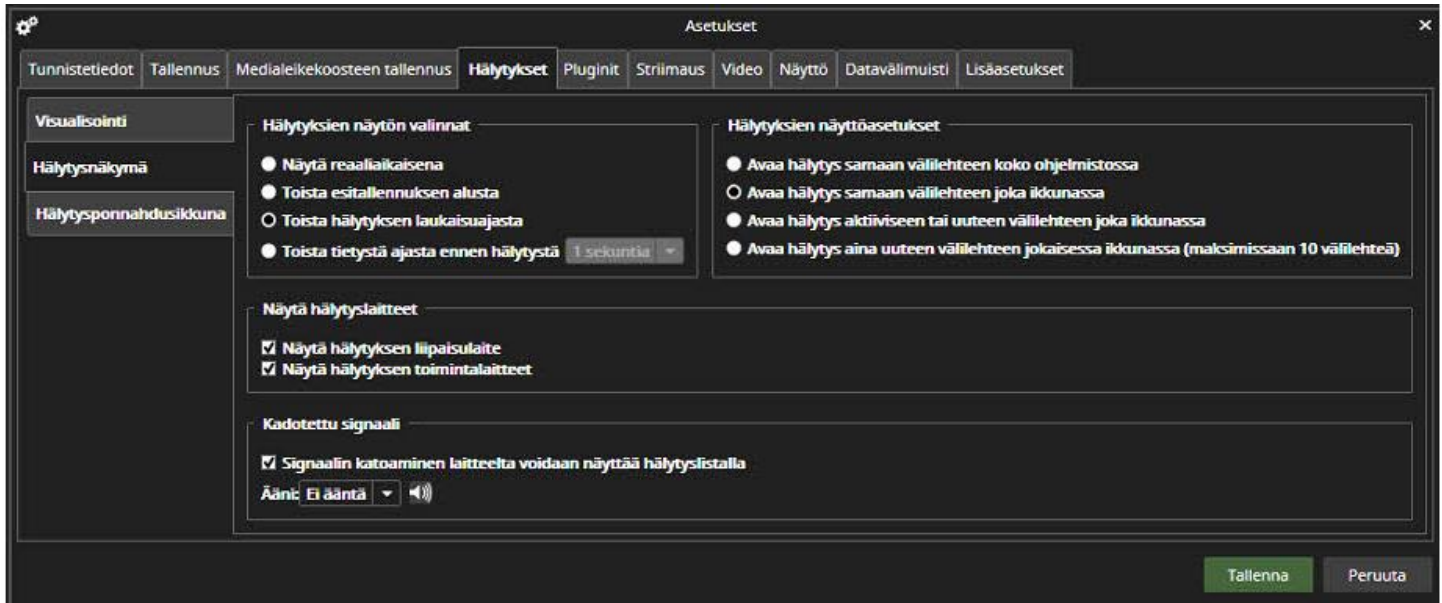 Asetukset
Tunnistetiedot Tallennus Medialeikekoosteen tallennus Hälytykset Pluginit Striimaus Video Näyttö Datavälimuisti Lisäasetukset
Visualisointi
Hälytysnäkymä
Hälytysponnahdusikkuna
Hälytyksien näytön valinnat
Näytä reaaliaikaisena
Toista esitallennuksen alusta
Toista hälytyksen laukaisuajasta
Toista tietystä ajasta ennen hälytystä 1 sekuntia
Hälytyksien näyttöasetukset
Avaa hälytys samaan välilehteen koko ohjelmistossa
Avaa hälytys samaan välilehteen joka ikkunassa
Avaa hälytys aktiiviseen tai uuteen välilehteen joka ikkunassa
Avaa hälytys aina uuteen välilehteen jokaisessa ikkunassa (maksimissaan 10 välilehteä)
Näytä hälytyslaitteet
Näytä hälytyksen liipaisulaite
Näytä hälytyksen toimintalaitteet
Kadotettu signaali
Signaalin katoaminen laitteelta voidaan näyttää hälytyslistalla
Ääni: Ei ääntä
Tallenna Peruuta